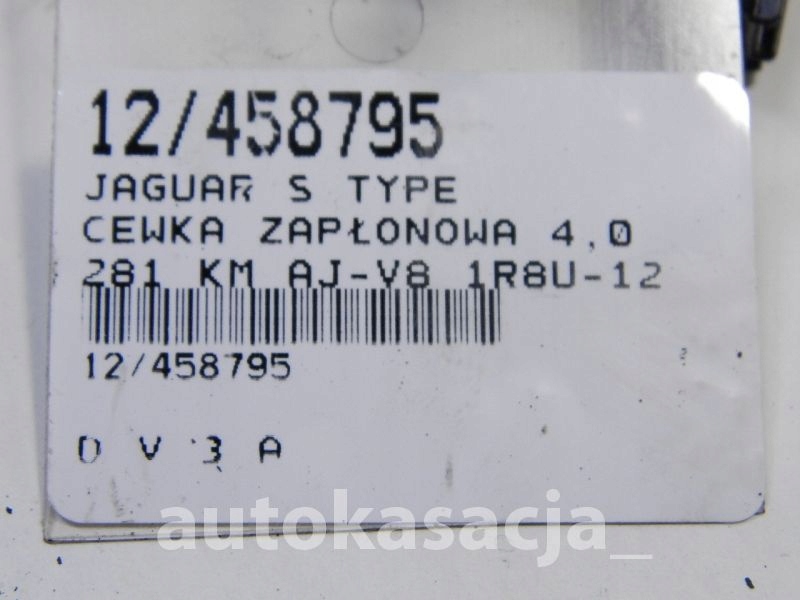 12/458795
JAGUAR S TYPE
CEWKA ZAPŁONOWA 4,0
281 KM AJ-V8 1R8U-12
12/458795
D V 3 A
autokasacja_